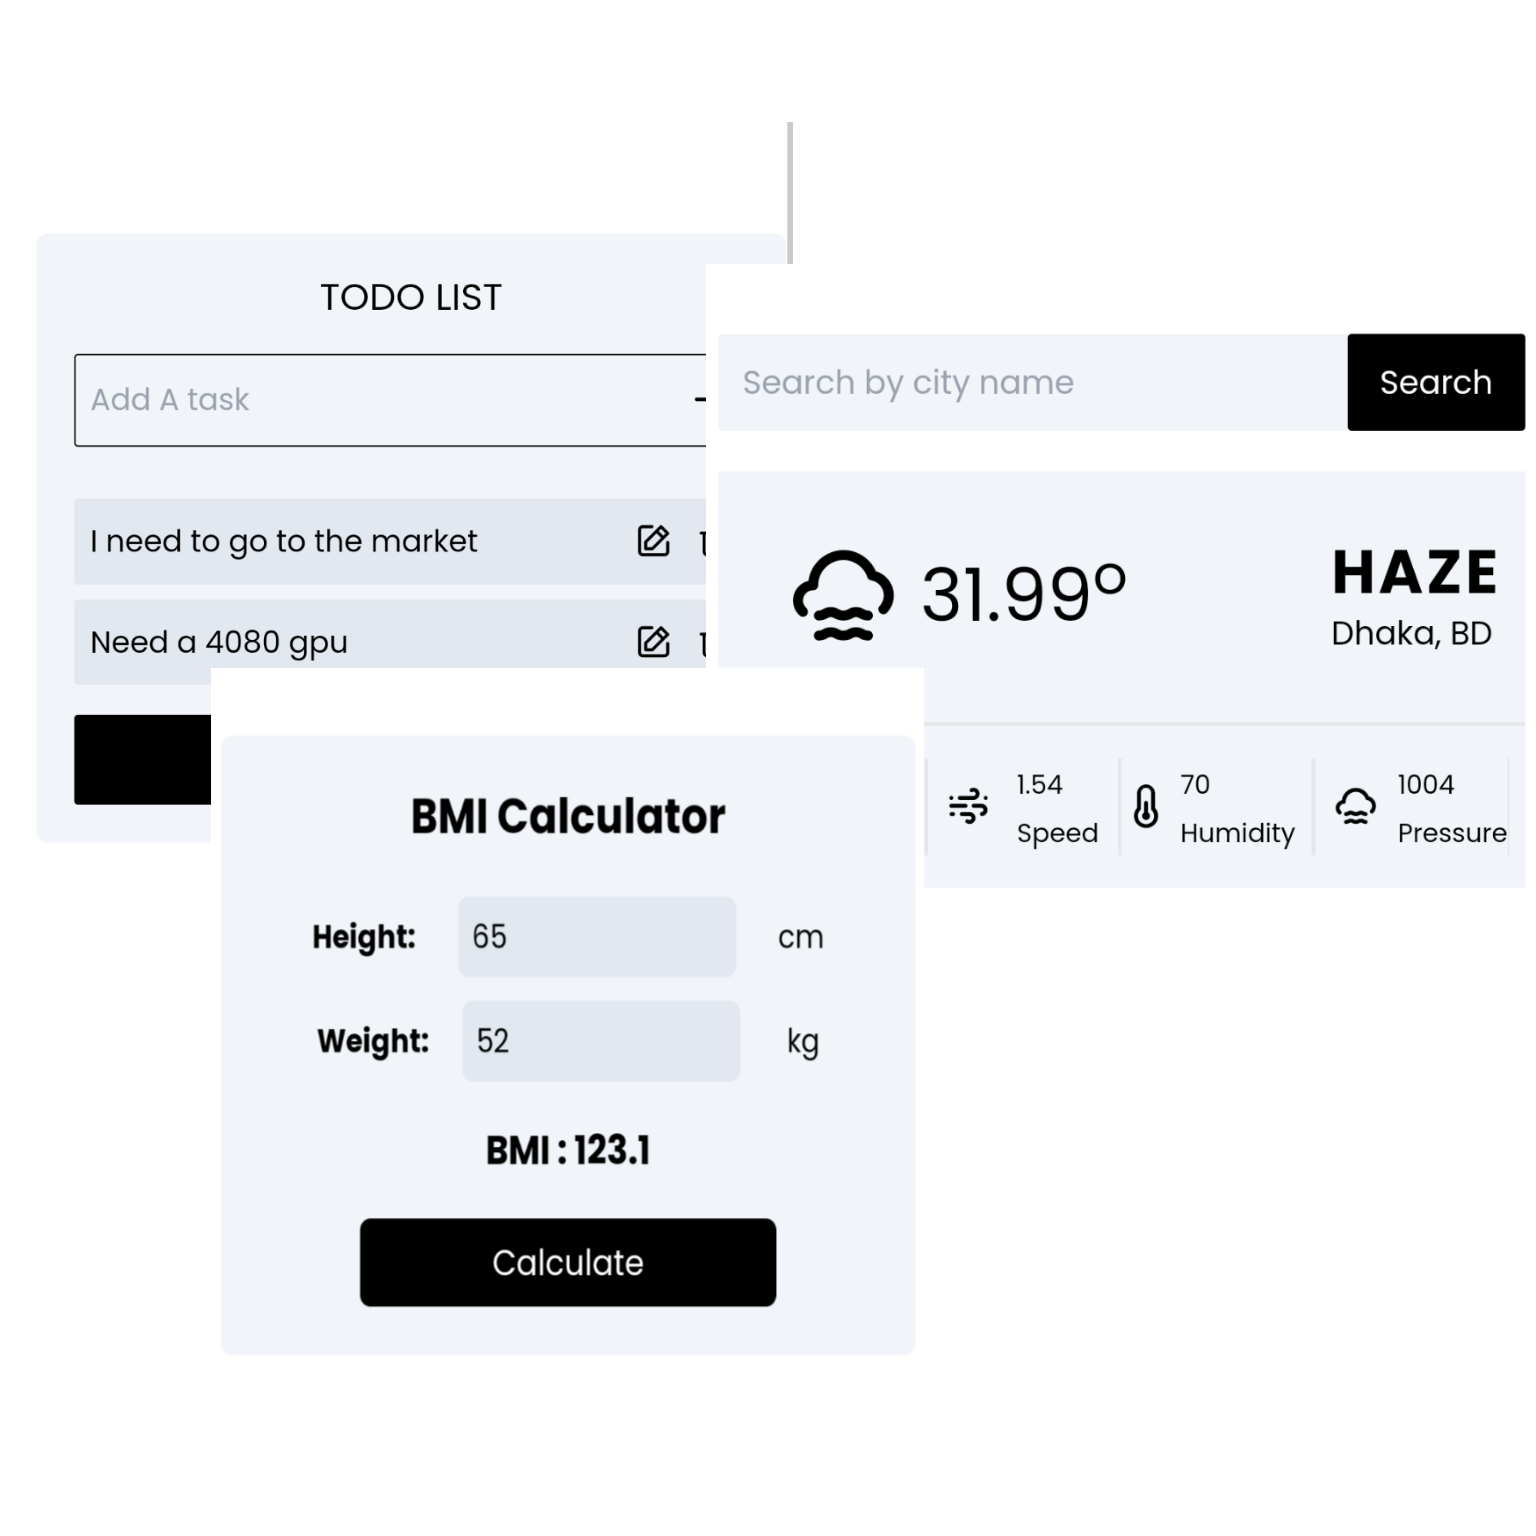 TODO LIST
Add A task
I need to go to the market
Need a 4080 gpu
Search by city name
Search
31.99°
HAZE
Dhaka, BD
1.54
Speed
70
Humidity
1004
Pressure
BMI Calculator
Height: 65 cm
Weight: 52 kg
BMI : 123.1
Calculate